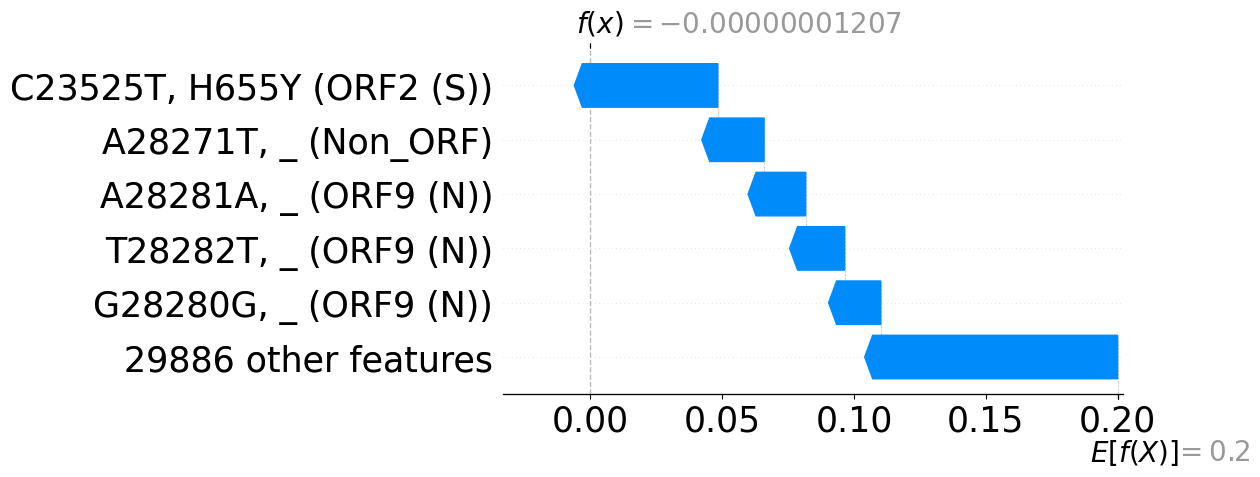 f(x) = −0.00000001207
C23525T, H655Y (ORF2 (S))
A28271T, _ (Non_ORF)
A28281A, _ (ORF9 (N))
T28282T, _ (ORF9 (N))
G28280G, _ (ORF9 (N))
29886 other features
0.00 0.05 0.10 0.15 0.20
E[f(X)] = 0.2